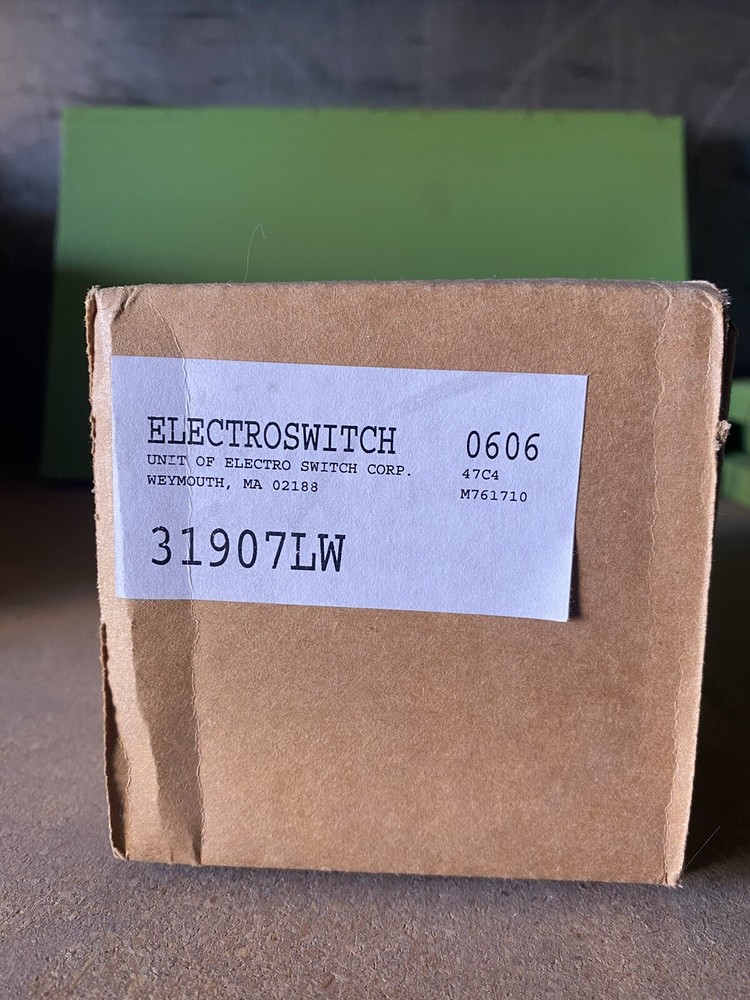 ELECTROSWITCH 0606
UNIT OF ELECTRO SWITCH CORP. 47C4
WEYMOUTH, MA 02188 M761710
31907LW